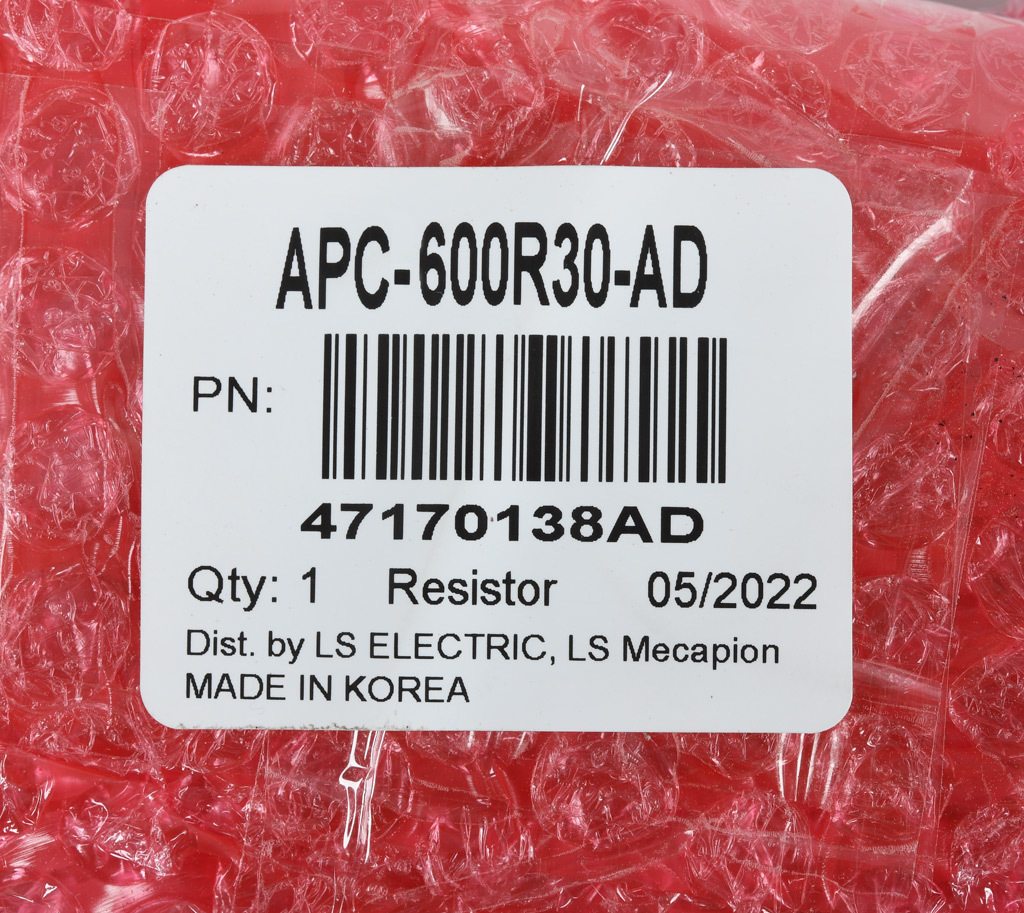 APC-600R30-AD
PN:
47170138AD
Qty: 1 Resistor 05/2022
Dist. by LS ELECTRIC, LS Mecapion
MADE IN KOREA